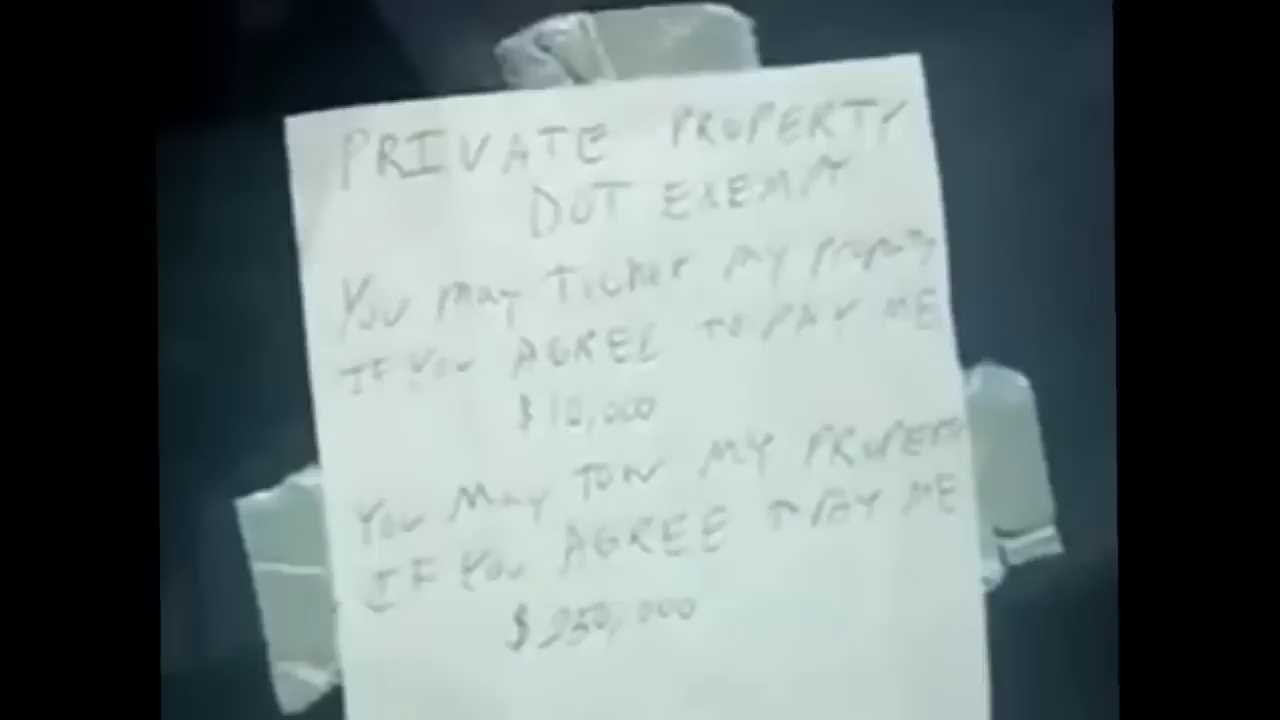 PRIVATE PROPERTY
DOT EXEMPT
You may Ticket my property
IF You AGREE TO PAY ME
$10,000
You May TOW MY PROPERTY
IF You AGREE TO PAY ME
$250,000